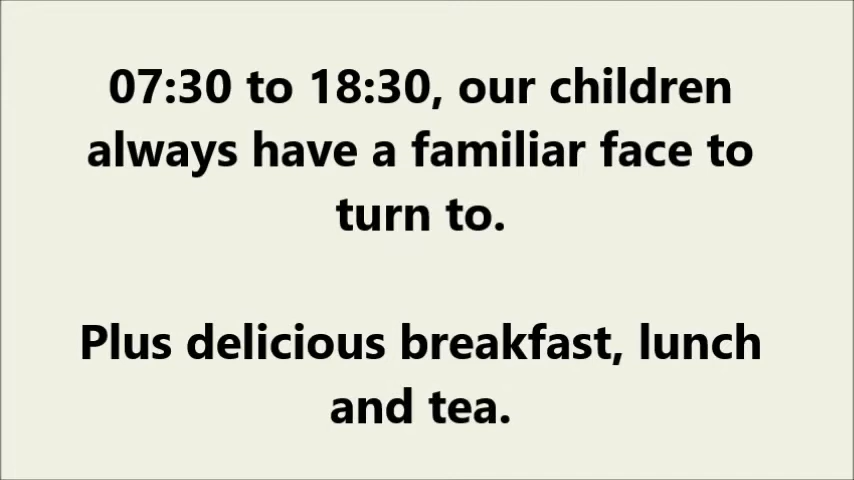 07:30 to 18:30, our children
always have a familiar face to
turn to.
Plus delicious breakfast, lunch
and tea.